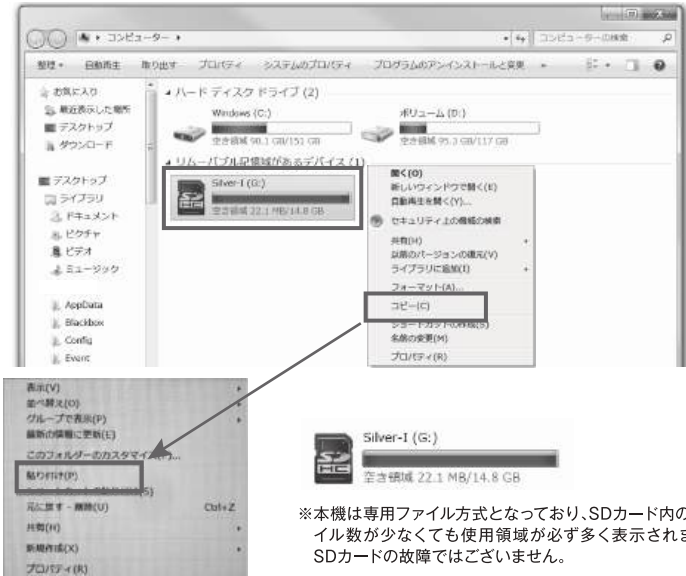 コンピューター
コンピューターの検索
整理
自動再生
取り出す
プロパティ
システムのプロパティ
プログラムのアンインストールと変更
お気に入り
最近表示した場所
デスクトップ
ダウンロード
デスクトップ
ライブラリ
ドキュメント
ピクチャ
ビデオ
ミュージック
AppData
Blackbox
Config
Event
ハード ディスク ドライブ (2)
Windows (C:)
空き領域 90.1 GB/151 GB
ボリューム (D:)
空き領域 95.3 GB/117 GB
リムーバブル記憶域があるデバイス (1)
Silver-I (G:)
空き領域 22.1 MB/14.8 GB
開く(O)
新しいウィンドウで開く(E)
自動再生を開く(Y)...
セキュリティ上の脅威の検索
共有(H)
以前のバージョンの復元(V)
ライブラリに追加(I)
フォーマット(A)...
コピー(C)
ショートカットの作成(S)
名前の変更(M)
プロパティ(R)
表示(V)
並べ替え(O)
グループで表示(P)
最新の情報に更新(E)
このフォルダーのカスタマイズ(F)...
貼り付け(P)
元に戻す - 削除(U) Ctrl+Z
共有(H)
新規作成(X)
プロパティ(R)
Silver-I (G:)
空き領域 22.1 MB/14.8 GB
※本機は専用ファイル方式となっており、SDカード内の
イル数が少なくても使用領域が必ず多く表示されま
SDカードの故障ではございません。